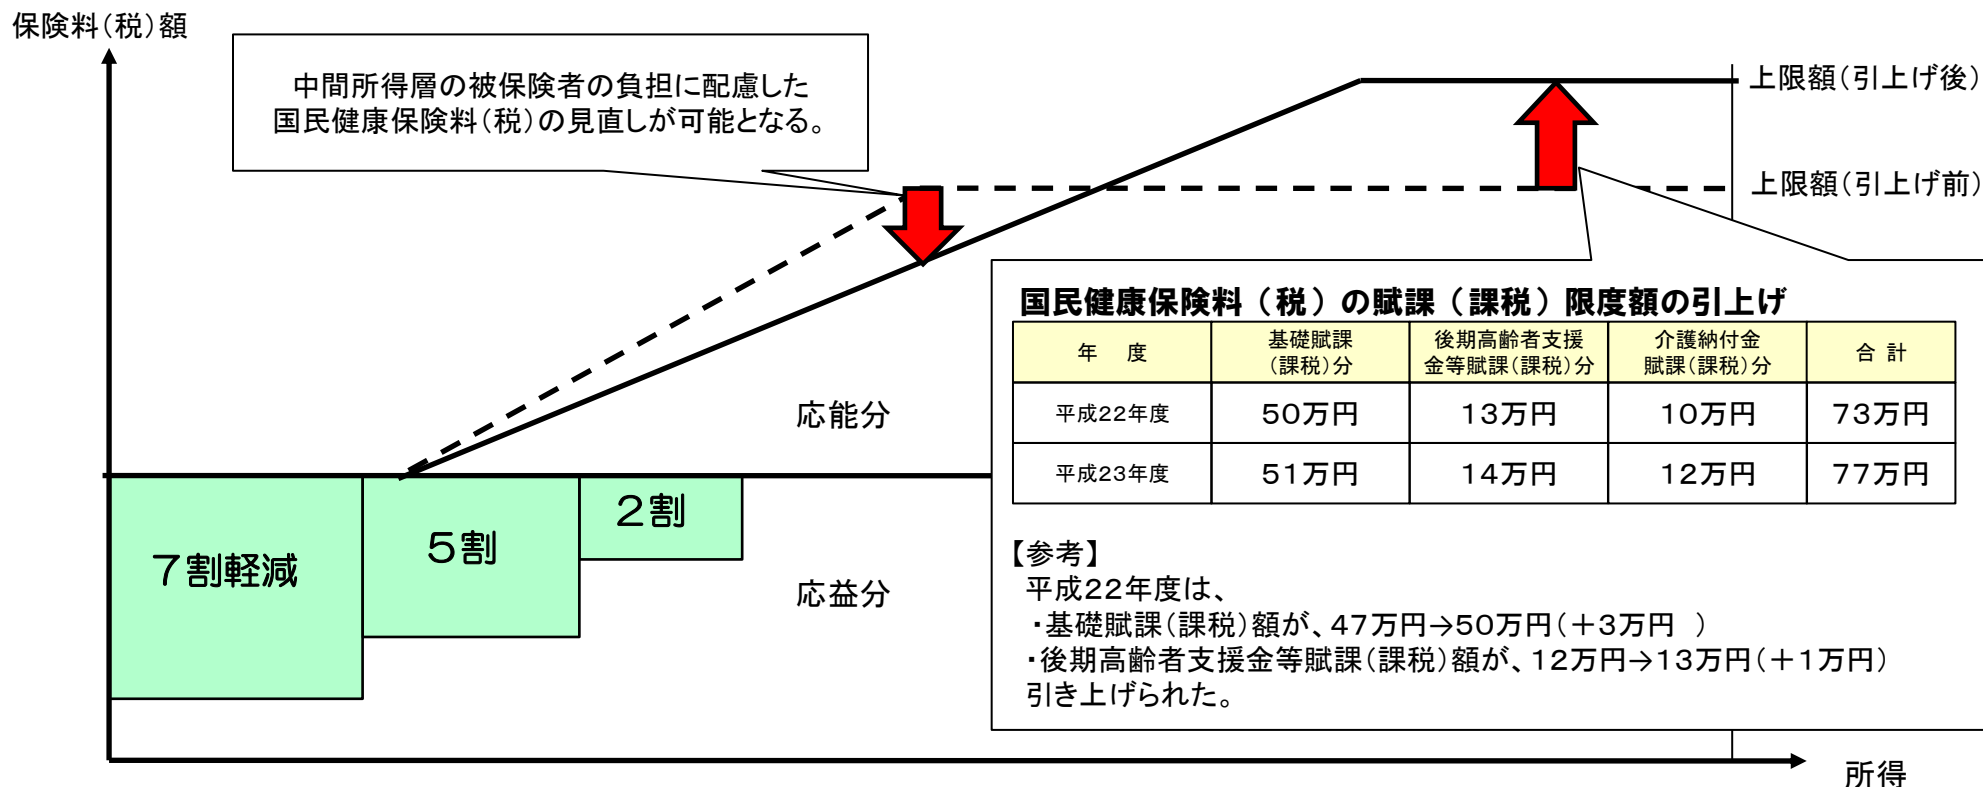 保険料(税)額
中間所得層の被保険者の負担に配慮した
国民健康保険料(税)の見直しが可能となる。
上限額(引上げ後)
上限額(引上げ前)
国民健康保険料(税)の賦課(課税)限度額の引上げ
年 度 基礎賦課(課税)分 後期高齢者支援金等賦課(課税)分 介護納付金賦課(課税)分 合 計
平成22年度 50万円 13万円 10万円 73万円
平成23年度 51万円 14万円 12万円 77万円
【参考】
平成22年度は、
・基礎賦課(課税)額が、47万円→50万円(+3万円 )
・後期高齢者支援金等賦課(課税)額が、12万円→13万円(+1万円)
引き上げられた。
応能分
7割軽減
5割
2割
応益分
所得